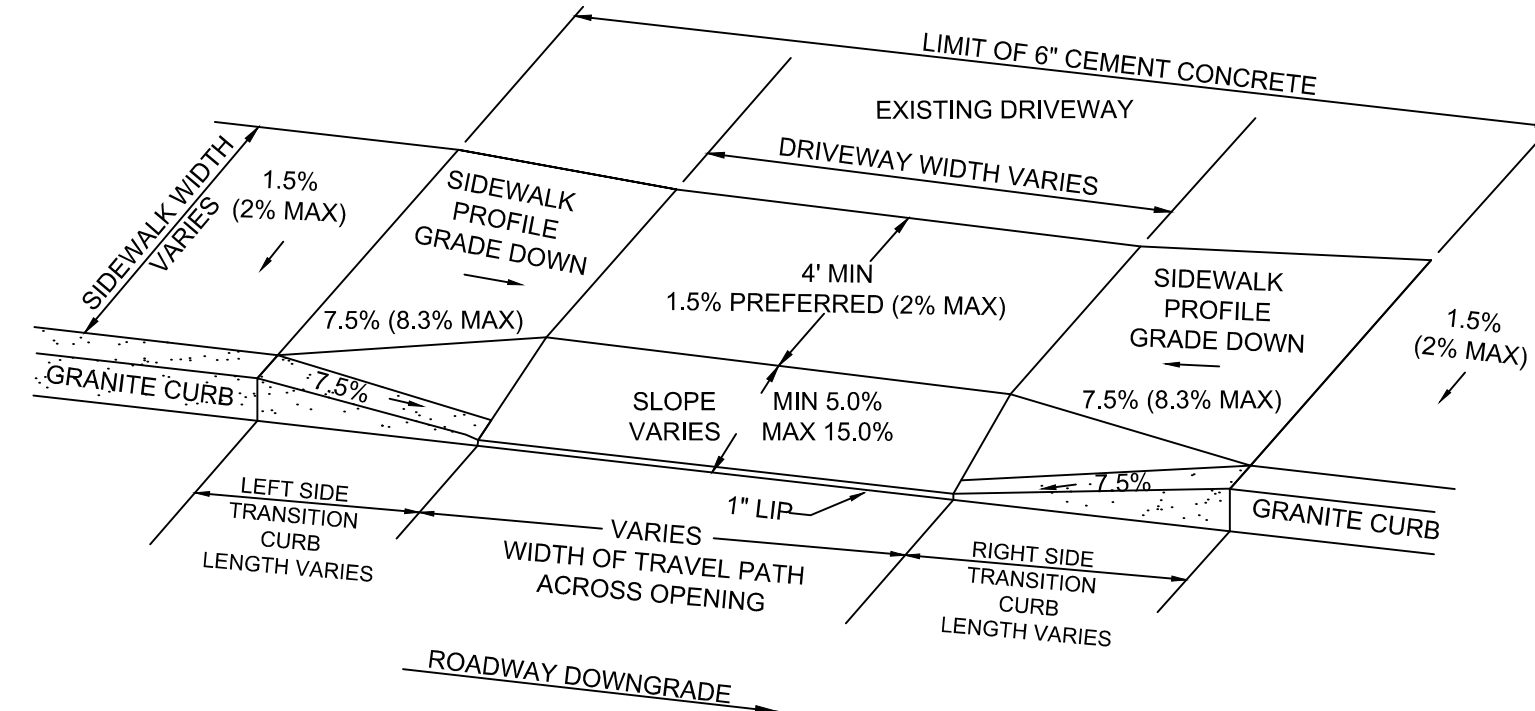 LIMIT OF 6" CEMENT CONCRETE
EXISTING DRIVEWAY
DRIVEWAY WIDTH VARIES
SIDEWALK WIDTH
VARIES
1.5%
(2% MAX)
SIDEWALK
PROFILE
GRADE DOWN
7.5% (8.3% MAX)
4' MIN
1.5% PREFERRED (2% MAX)
SIDEWALK
PROFILE
GRADE DOWN
7.5% (8.3% MAX)
1.5%
(2% MAX)
GRANITE CURB
7.5%
SLOPE
VARIES
MIN 5.0%
MAX 15.0%
7.5%
GRANITE CURB
1" LIP
LEFT SIDE
TRANSITION
CURB
LENGTH VARIES
VARIES
WIDTH OF TRAVEL PATH
ACROSS OPENING
RIGHT SIDE
TRANSITION
CURB
LENGTH VARIES
ROADWAY DOWNGRADE